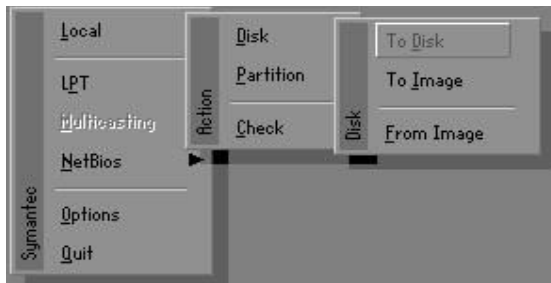 Local
LPT
Multicasting
NetBios
Options
Quit
Symantec
Disk
Partition
Check
Action
To Disk
To Image
From Image
Disk